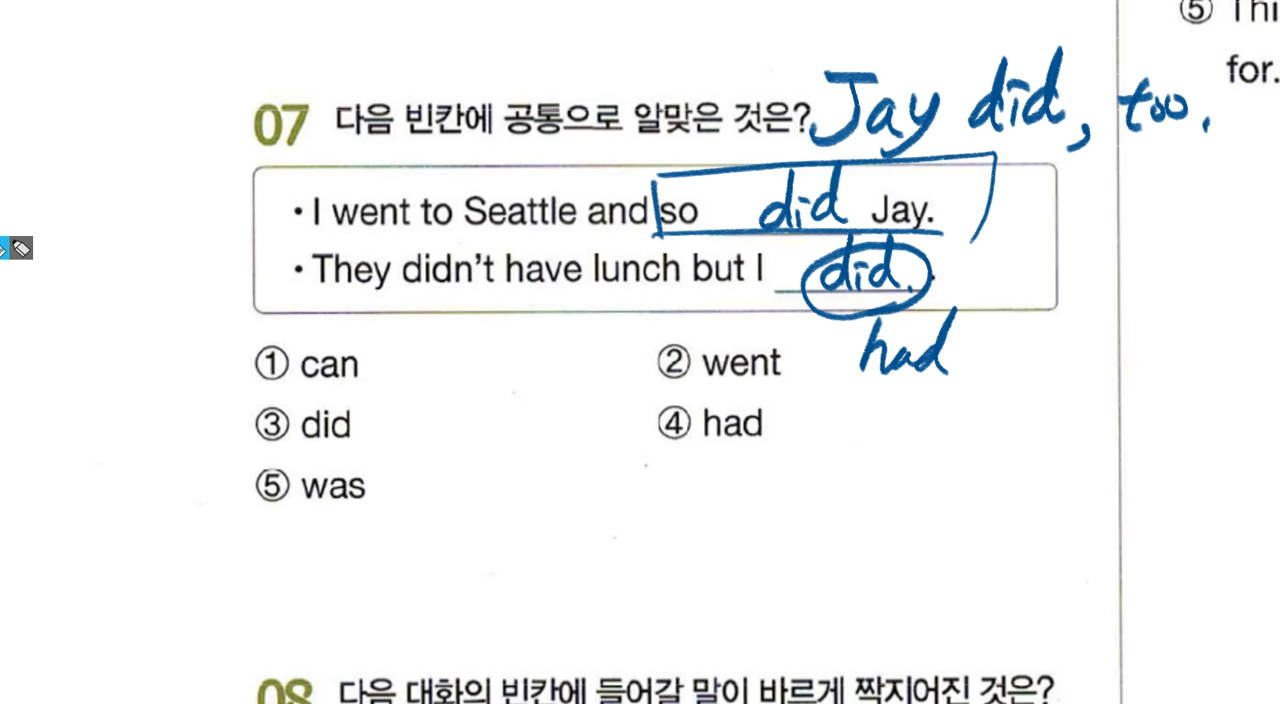 ⑤ Thi
for.
07 다음 빈칸에 공통으로 알맞은 것은? Jay did, too.
• I went to Seattle and so did Jay.
• They didn't have lunch but I did.
had
① can ② went
③ did ④ had
⑤ was
08 다음 대화의 빈칸에 들어갈 말이 바르게 짝지어진 것은?